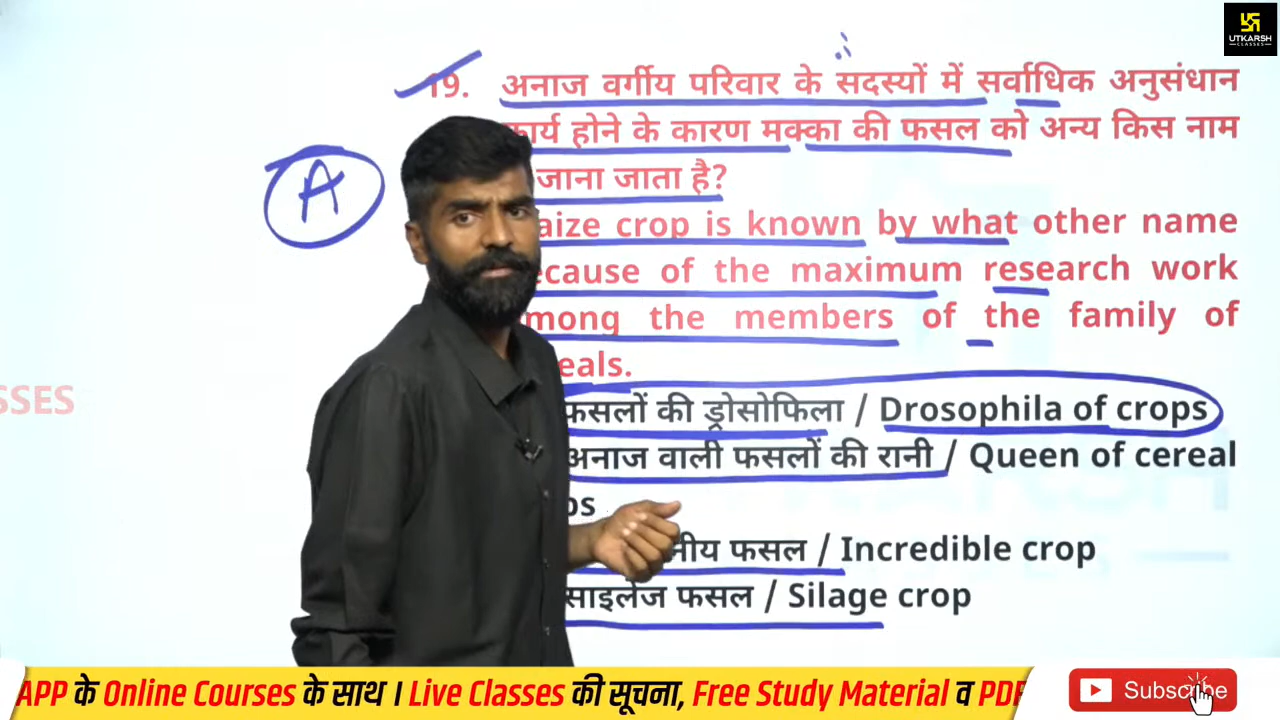 UTKARSH
CLASSES
19. अनाज वर्गीय परिवार के सदस्यों में सर्वाधिक अनुसंधान
कार्य होने के कारण मक्का की फसल को अन्य किस नाम
जाना जाता है?
aize crop is known by what other name
ecause of the maximum research work
mong the members of the family of
eals.
A
SSES
फसलों की ड्रोसोफिला / Drosophila of crops
अनाज वाली फसलों की रानी / Queen of cereal
ps
नीय फसल / Incredible crop
साइलेज फसल / Silage crop
APP के Online Courses के साथ । Live Classes की सूचना, Free Study Material व PDF
Subscribe